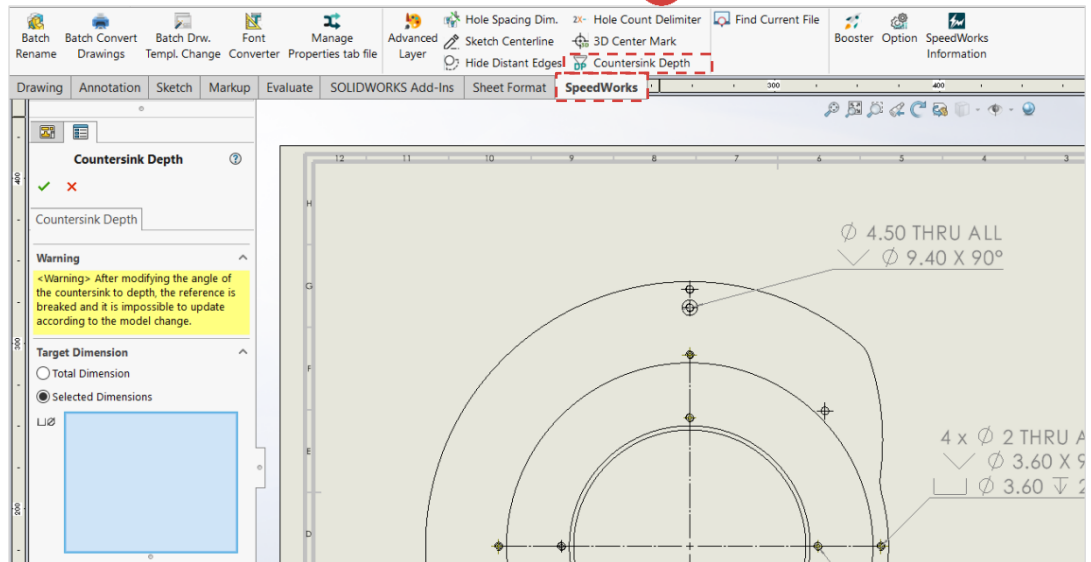 Batch Rename
Batch Convert Drawings
Batch Drw. Templ. Change
Font Converter
Manage Properties tab file
Advanced Layer
Hole Spacing Dim.
Sketch Centerline
Hide Distant Edges
2X- Hole Count Delimiter
3D Center Mark
DP Countersink Depth
Find Current File
Booster
Option
SpeedWorks Information
Drawing Annotation Sketch Markup Evaluate SOLIDWORKS Add-Ins Sheet Format SpeedWorks
300 400
Countersink Depth
Countersink Depth
Warning
<Warning> After modifying the angle of
the countersink to depth, the reference is
breaked and it is impossible to update
according to the model change.
Target Dimension
Total Dimension
Selected Dimensions
⌴Ø
400
300
200
12 11 10 9 8 7 6 5 4 3
H
G
F
E
D
Ø 4.50 THRU ALL
⌵ Ø 9.40 X 90°
4 x Ø 2 THRU A
⌵ Ø 3.60 X 9
⌴ Ø 3.60 ↧ 2